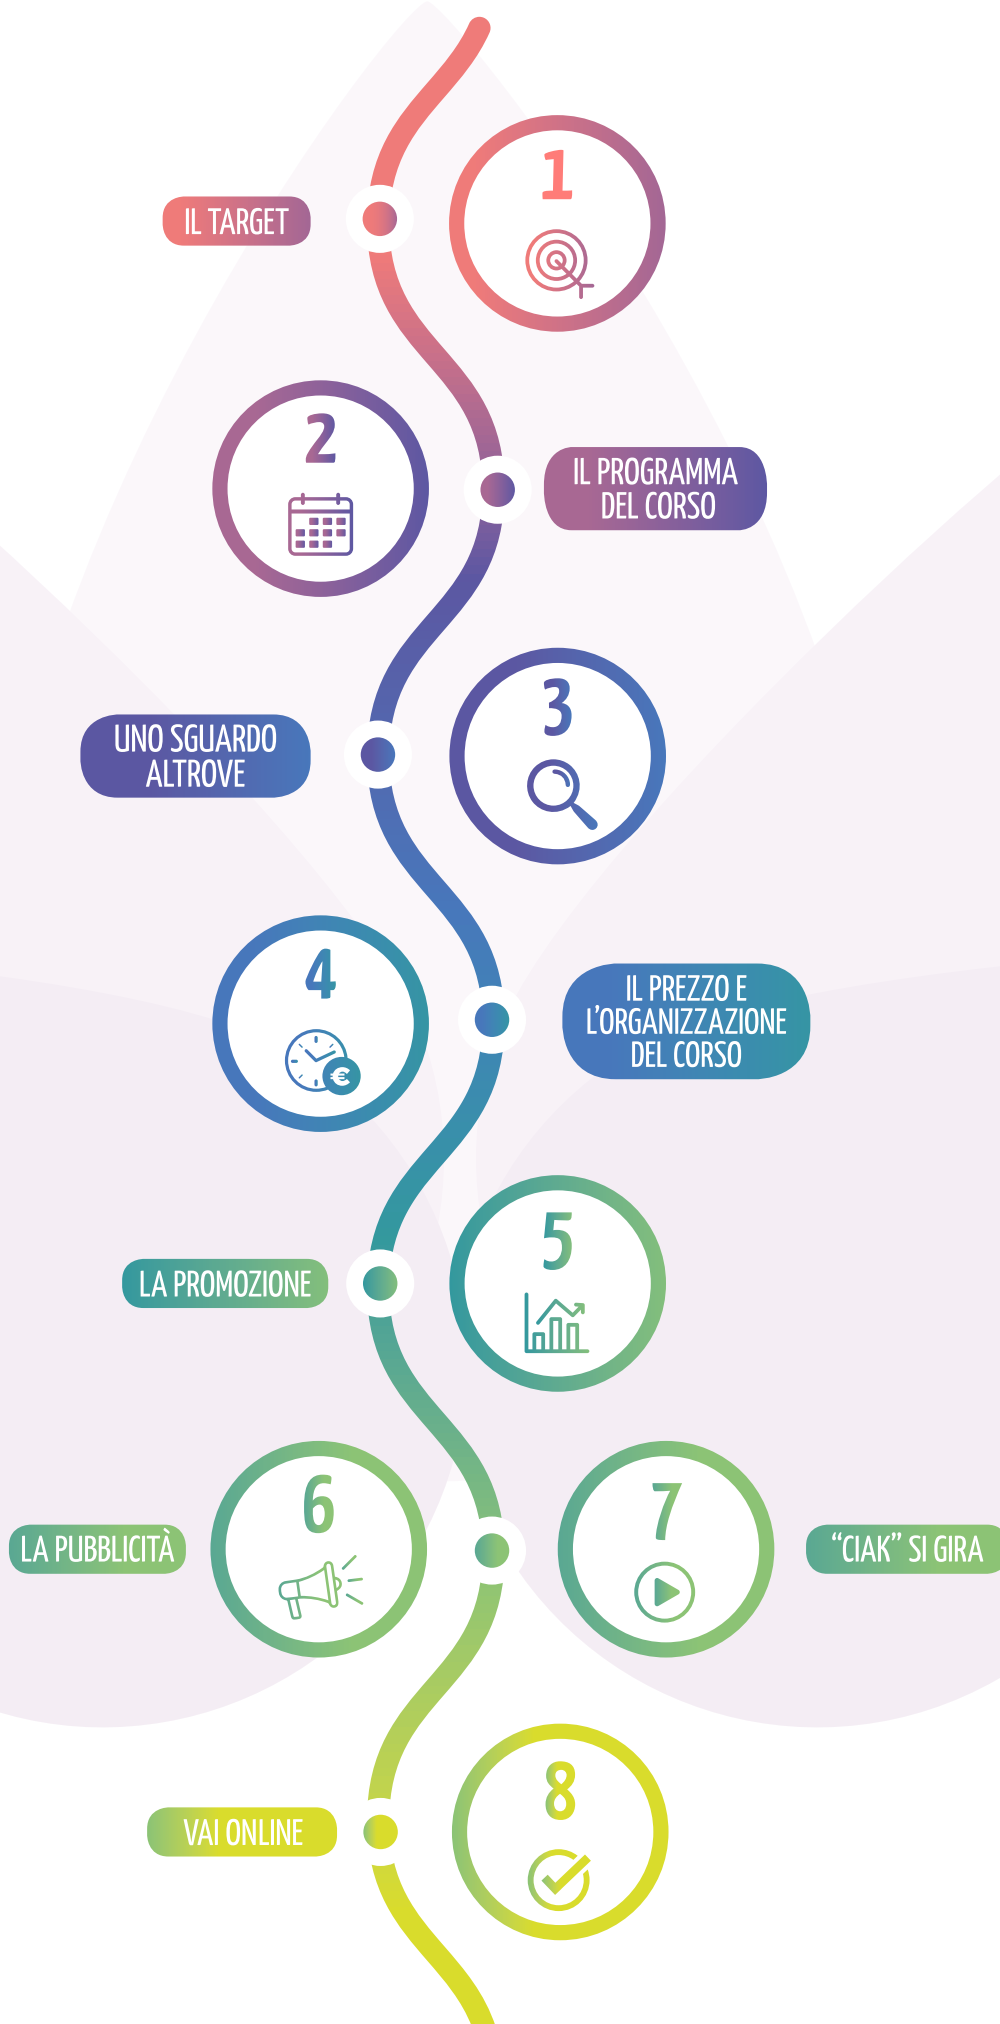 1
IL TARGET
2
IL PROGRAMMA
DEL CORSO
3
UNO SGUARDO
ALTROVE
4
€
IL PREZZO E
L'ORGANIZZAZIONE
DEL CORSO
5
LA PROMOZIONE
6
LA PUBBLICITÀ
7
“CIAK” SI GIRA
8
VAI ONLINE